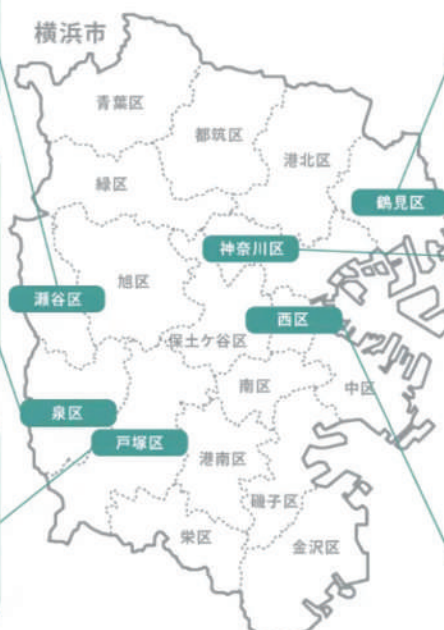 横浜市
青葉区
都筑区
港北区
緑区
鶴見区
神奈川区
旭区
瀬谷区
西区
保土ケ谷区
南区
中区
泉区
戸塚区
港南区
磯子区
栄区
金沢区